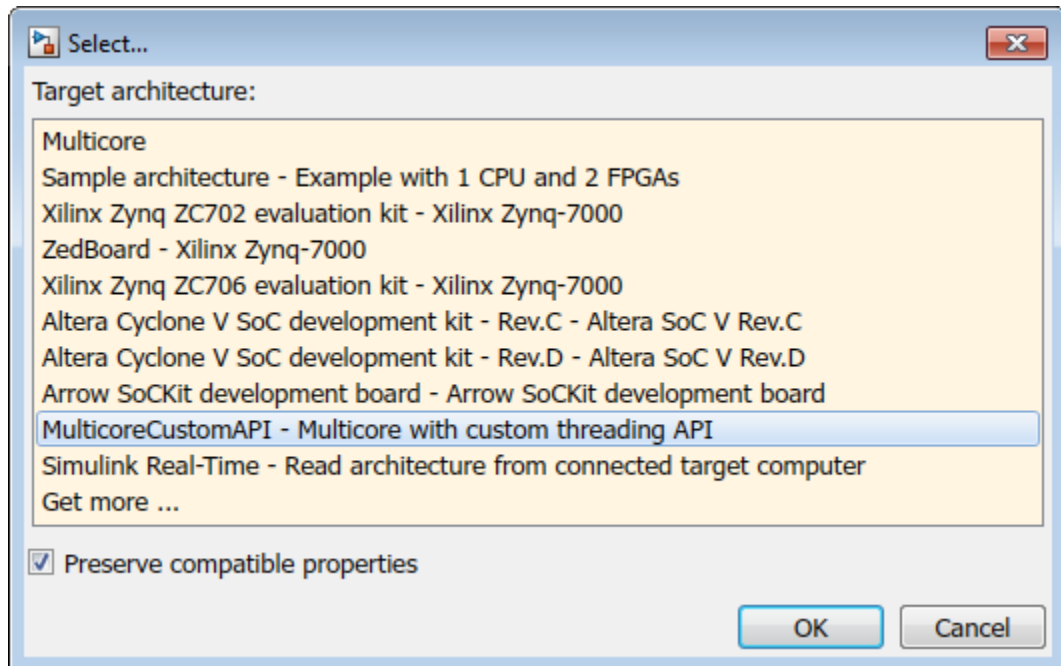 Select...
Target architecture:
Multicore
Sample architecture - Example with 1 CPU and 2 FPGAs
Xilinx Zynq ZC702 evaluation kit - Xilinx Zynq-7000
ZedBoard - Xilinx Zynq-7000
Xilinx Zynq ZC706 evaluation kit - Xilinx Zynq-7000
Altera Cyclone V SoC development kit - Rev.C - Altera SoC V Rev.C
Altera Cyclone V SoC development kit - Rev.D - Altera SoC V Rev.D
Arrow SoCKit development board - Arrow SoCKit development board
MulticoreCustomAPI - Multicore with custom threading API
Simulink Real-Time - Read architecture from connected target computer
Get more ...
Preserve compatible properties
OK Cancel